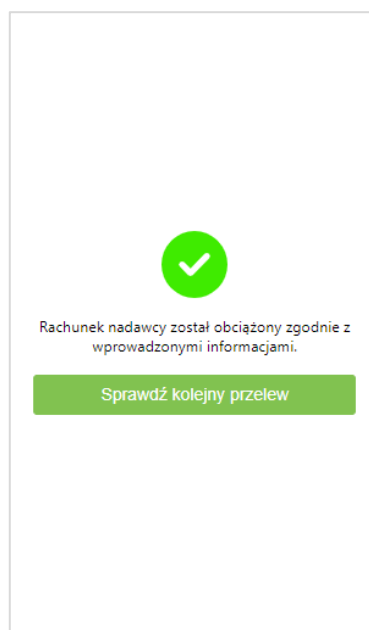 Rachunek nadawcy został obciążony zgodnie z
wprowadzonymi informacjami.
Sprawdź kolejny przelew